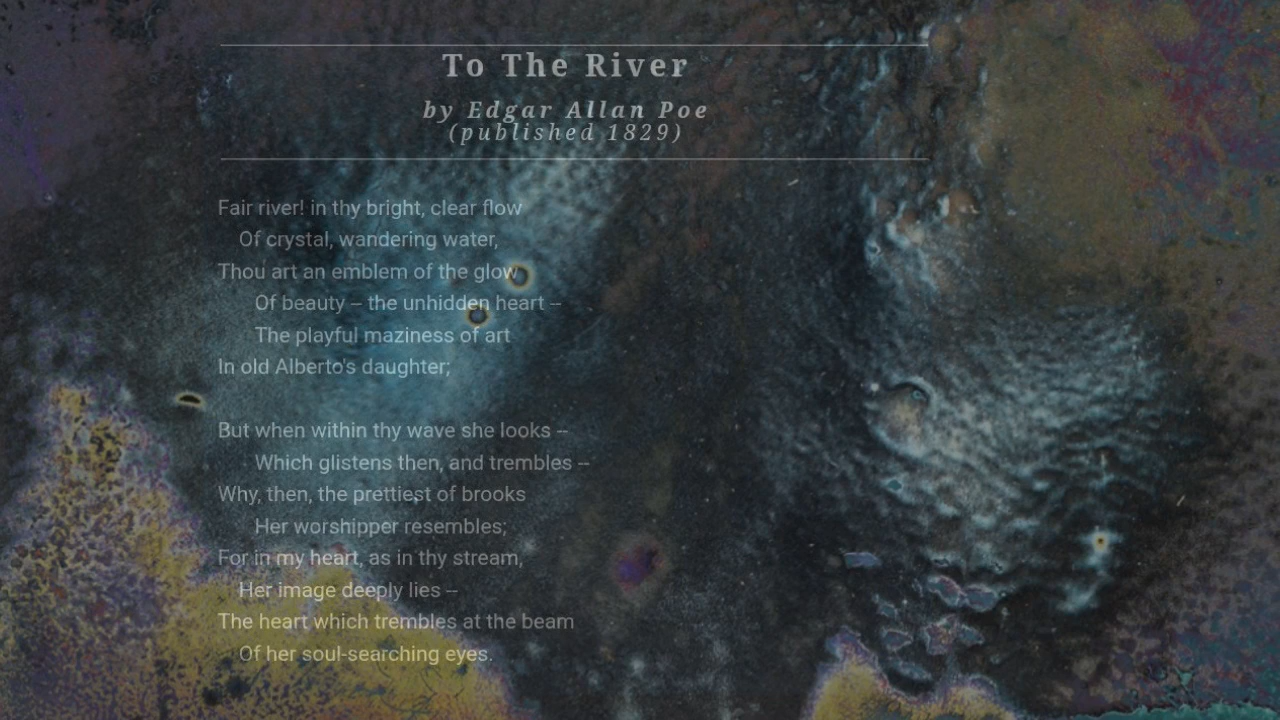 To The River
by Edgar Allan Poe
(published 1829)
Fair river! in thy bright, clear flow
Of crystal, wandering water,
Thou art an emblem of the glow
Of beauty -- the unhidden heart --
The playful maziness of art
In old Alberto's daughter;
But when within thy wave she looks --
Which glistens then, and trembles --
Why, then, the prettiest of brooks
Her worshipper resembles;
For in my heart, as in thy stream,
Her image deeply lies --
The heart which trembles at the beam
Of her soul-searching eyes.